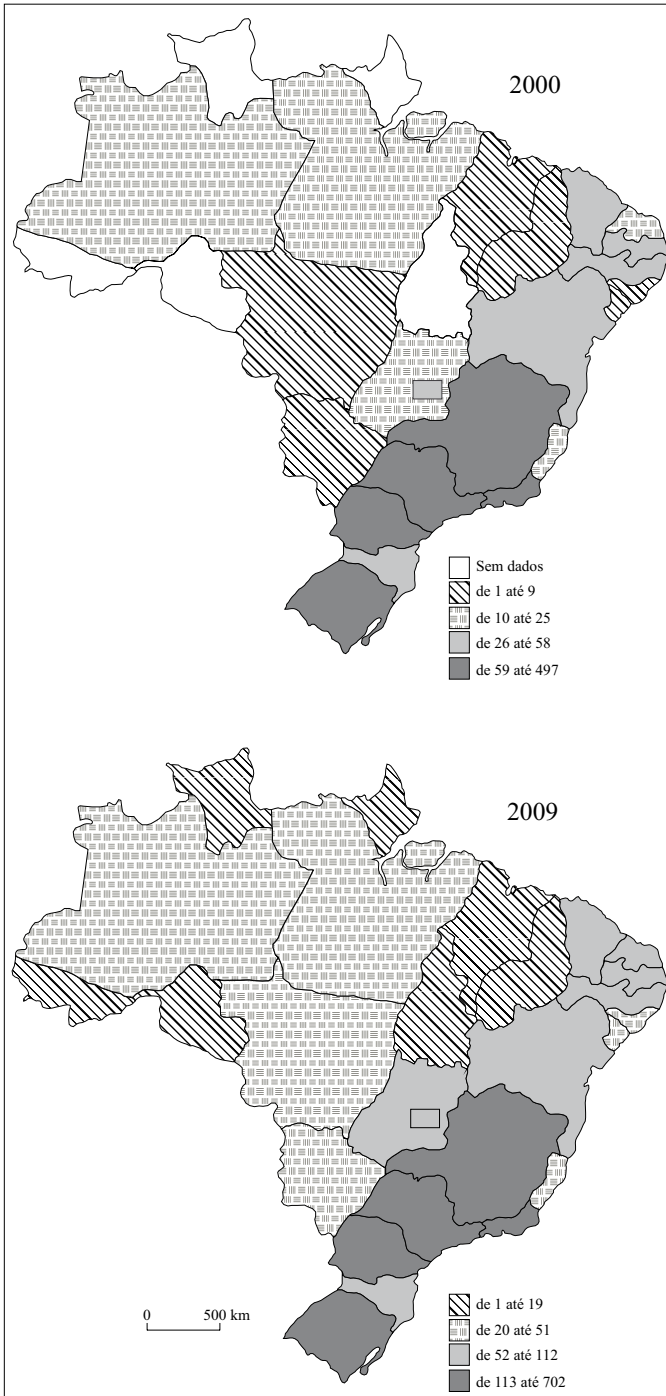 2000
Sem dados
de 1 até 9
de 10 até 25
de 26 até 58
de 59 até 497
2009
0 500 km
de 1 até 19
de 20 até 51
de 52 até 112
de 113 até 702